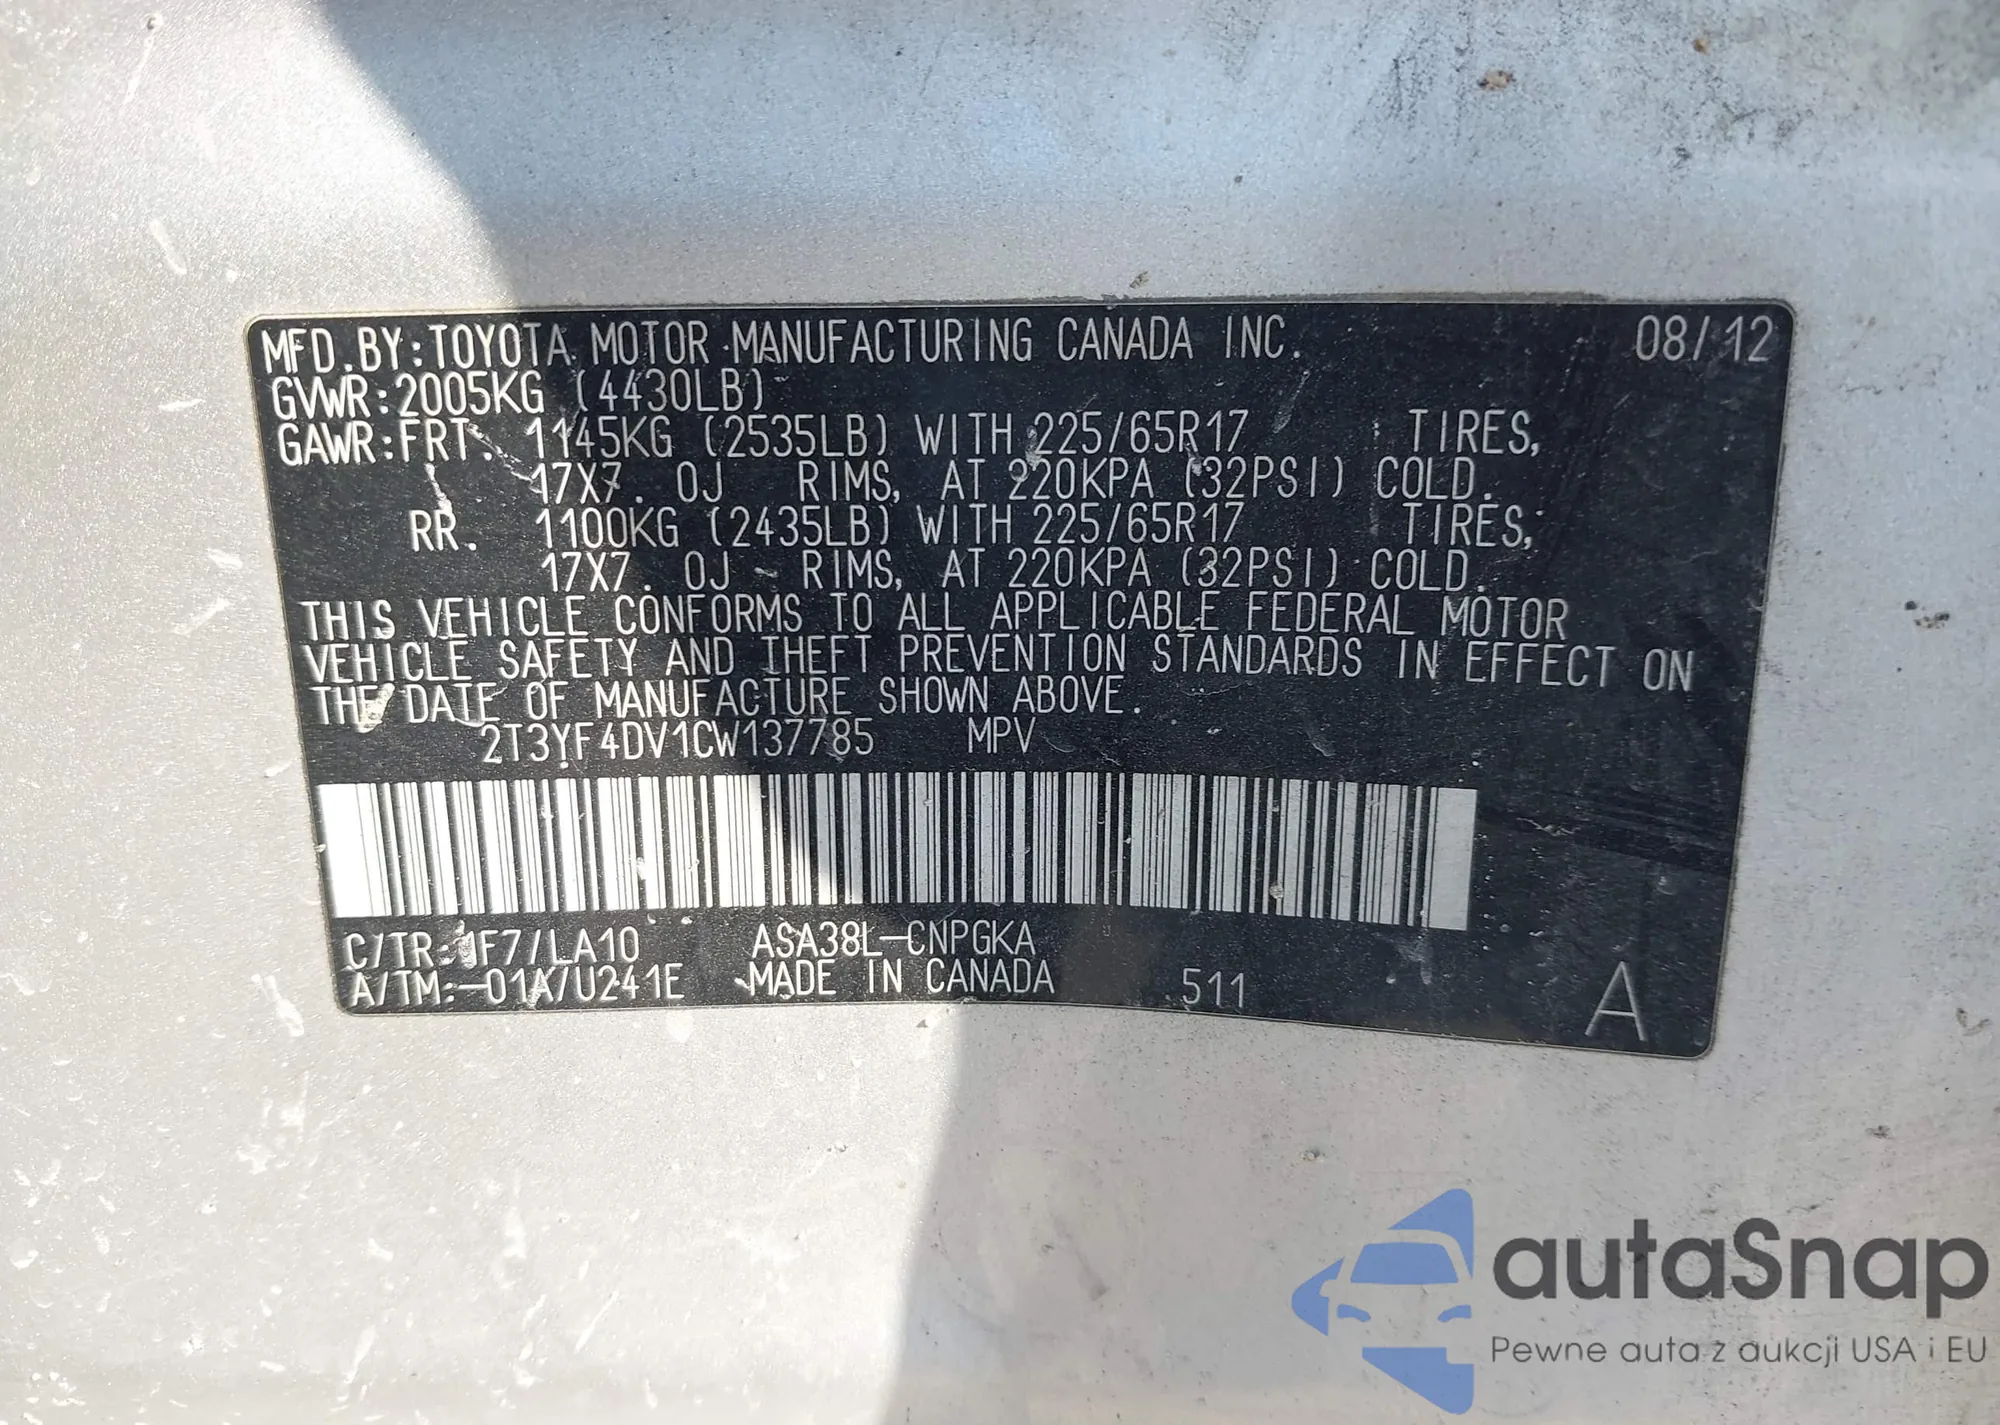 MFD.BY:TOYOTA MOTOR MANUFACTURING CANADA INC. 08/12
GVWR:2005KG (4430LB)
GAWR:FRT. 1145KG (2535LB) WITH 225/65R17 TIRES,
17X7.0J RIMS, AT 220KPA (32PSI) COLD.
RR. 1100KG (2435LB) WITH 225/65R17 TIRES,
17X7.0J RIMS, AT 220KPA (32PSI) COLD.
THIS VEHICLE CONFORMS TO ALL APPLICABLE FEDERAL MOTOR
VEHICLE SAFETY AND THEFT PREVENTION STANDARDS IN EFFECT ON
THE DATE OF MANUFACTURE SHOWN ABOVE.
2T3YF4DV1CW137785 MPV
C/TR:1F7/LA10 ASA38L-CNPGKA
A/TM:-01A/U241E MADE IN CANADA 511 A
autaSnap
Pewne auta z aukcji USA i EU